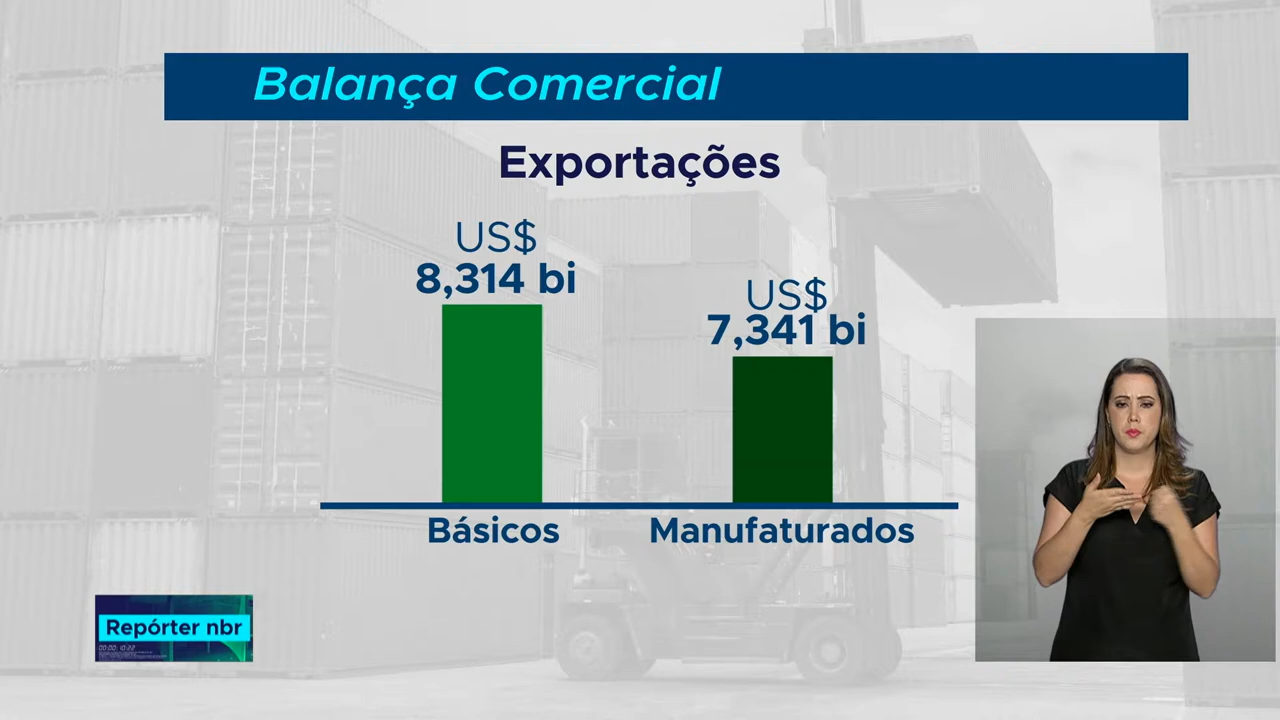 Balança Comercial
Exportações
US$
8,314 bi
US$
7,341 bi
Básicos
Manufaturados
Repórter nbr